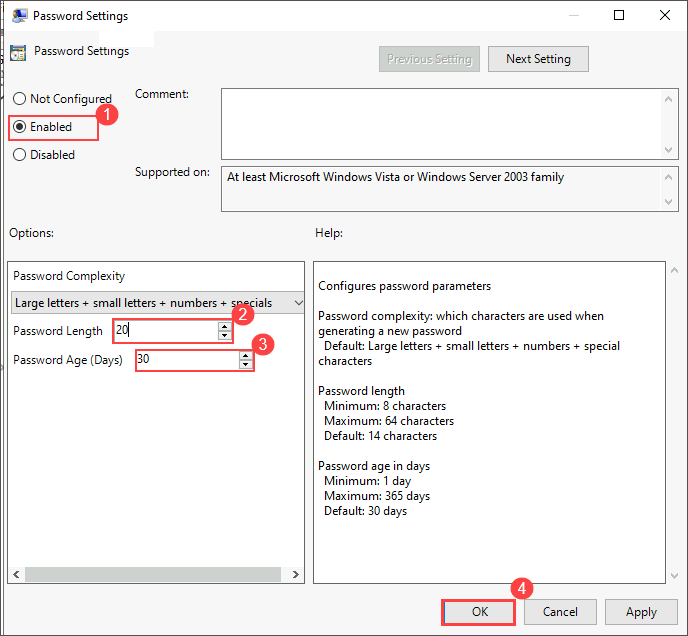 Password Settings
Password Settings
Previous Setting
Next Setting
Not Configured
Comment:
1
Enabled
Disabled
Supported on:
At least Microsoft Windows Vista or Windows Server 2003 family
Options:
Help:
Password Complexity
Large letters + small letters + numbers + specials
2
Password Length
20
3
Password Age (Days)
30
Configures password parameters
Password complexity: which characters are used when
generating a new password
Default: Large letters + small letters + numbers + special
characters
Password length
Minimum: 8 characters
Maximum: 64 characters
Default: 14 characters
Password age in days
Minimum: 1 day
Maximum: 365 days
Default: 30 days
4
OK
Cancel
Apply